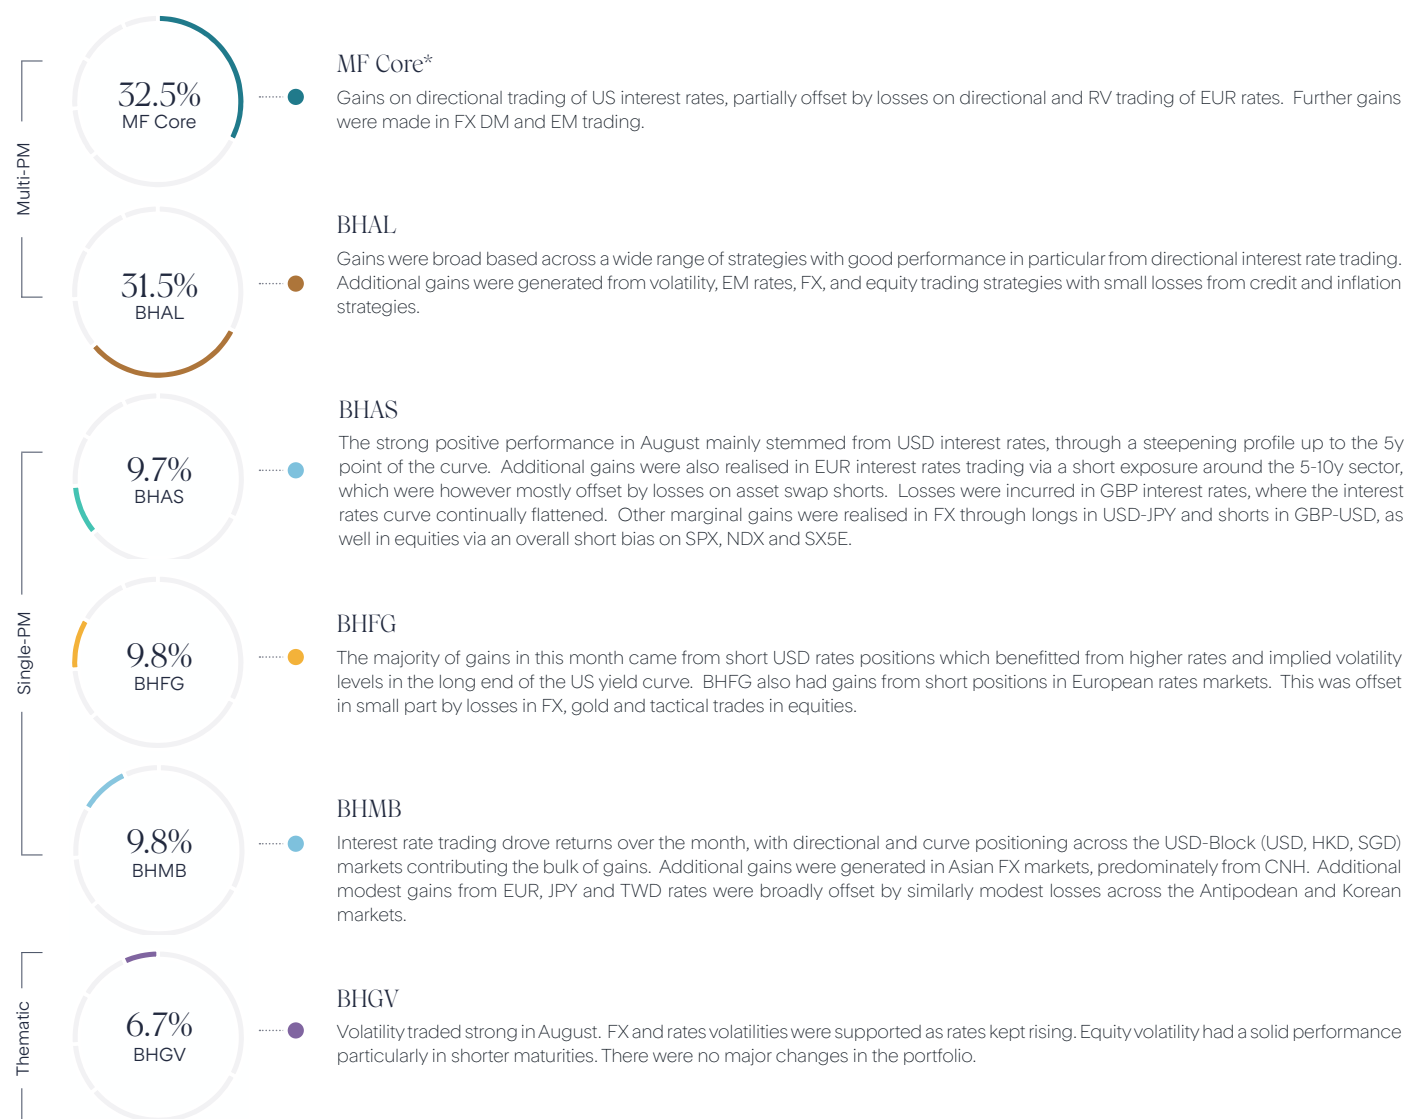 Multi-PM
32.5%
MF Core
MF Core*
Gains on directional trading of US interest rates, partially offset by losses on directional and RV trading of EUR rates. Further gains
were made in FX DM and EM trading.
31.5%
BHAL
BHAL
Gains were broad based across a wide range of strategies with good performance in particular from directional interest rate trading.
Additional gains were generated from volatility, EM rates, FX, and equity trading strategies with small losses from credit and inflation
strategies.
Single-PM
9.7%
BHAS
BHAS
The strong positive performance in August mainly stemmed from USD interest rates, through a steepening profile up to the 5y
point of the curve. Additional gains were also realised in EUR interest rates trading via a short exposure around the 5-10y sector,
which were however mostly offset by losses on asset swap shorts. Losses were incurred in GBP interest rates, where the interest
rates curve continually flattened. Other marginal gains were realised in FX through longs in USD-JPY and shorts in GBP-USD, as
well in equities via an overall short bias on SPX, NDX and SX5E.
9.8%
BHFG
BHFG
The majority of gains in this month came from short USD rates positions which benefitted from higher rates and implied volatility
levels in the long end of the US yield curve. BHFG also had gains from short positions in European rates markets. This was offset
in small part by losses in FX, gold and tactical trades in equities.
9.8%
BHMB
BHMB
Interest rate trading drove returns over the month, with directional and curve positioning across the USD-Block (USD, HKD, SGD)
markets contributing the bulk of gains. Additional gains were generated in Asian FX markets, predominately from CNH. Additional
modest gains from EUR, JPY and TWD rates were broadly offset by similarly modest losses across the Antipodean and Korean
markets.
Thematic
6.7%
BHGV
BHGV
Volatility traded strong in August. FX and rates volatilities were supported as rates kept rising. Equity volatility had a solid performance
particularly in shorter maturities. There were no major changes in the portfolio.